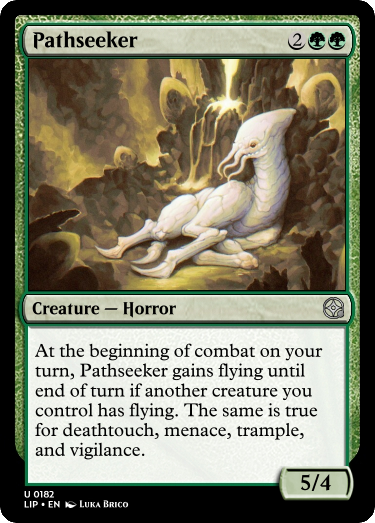 Pathseeker 2
Creature — Horror
At the beginning of combat on your
turn, Pathseeker gains flying until
end of turn if another creature you
control has flying. The same is true
for deathtouch, menace, trample,
and vigilance.
5/4
U 0182
LIP • EN Luka Brico